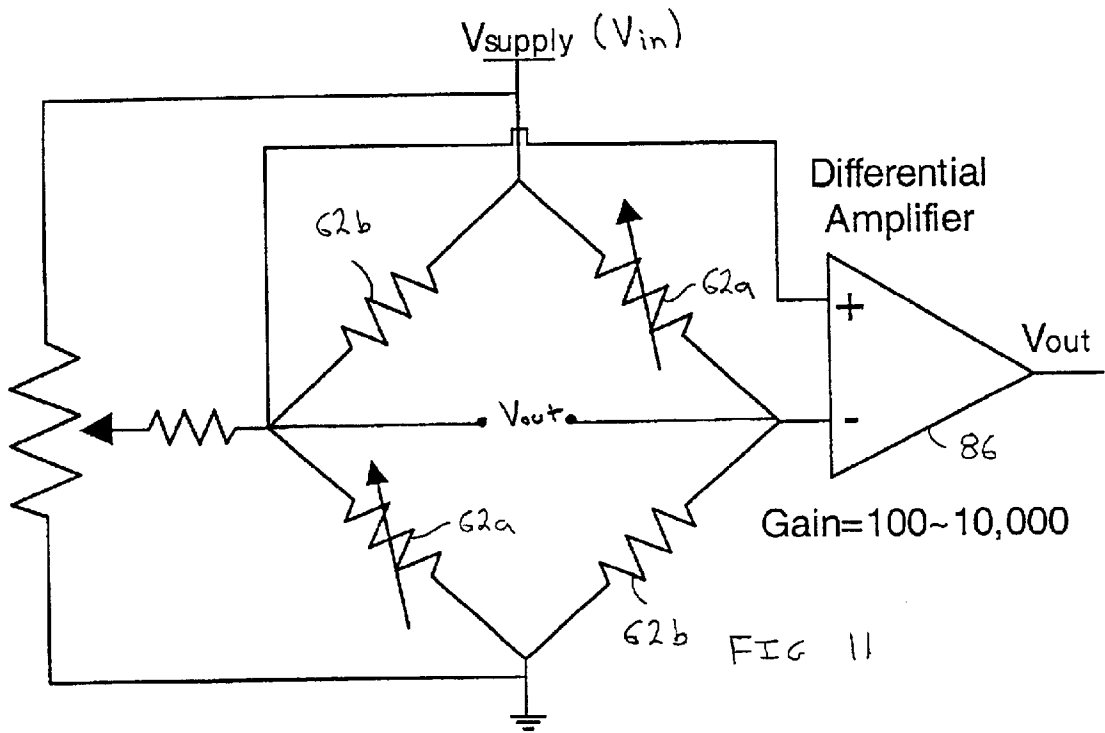 Vsupply (Vin)
62b
62a
Differential
Amplifier
+
Vout
Vout
-
86
62a
Gain=100~10,000
62b
FIG 11